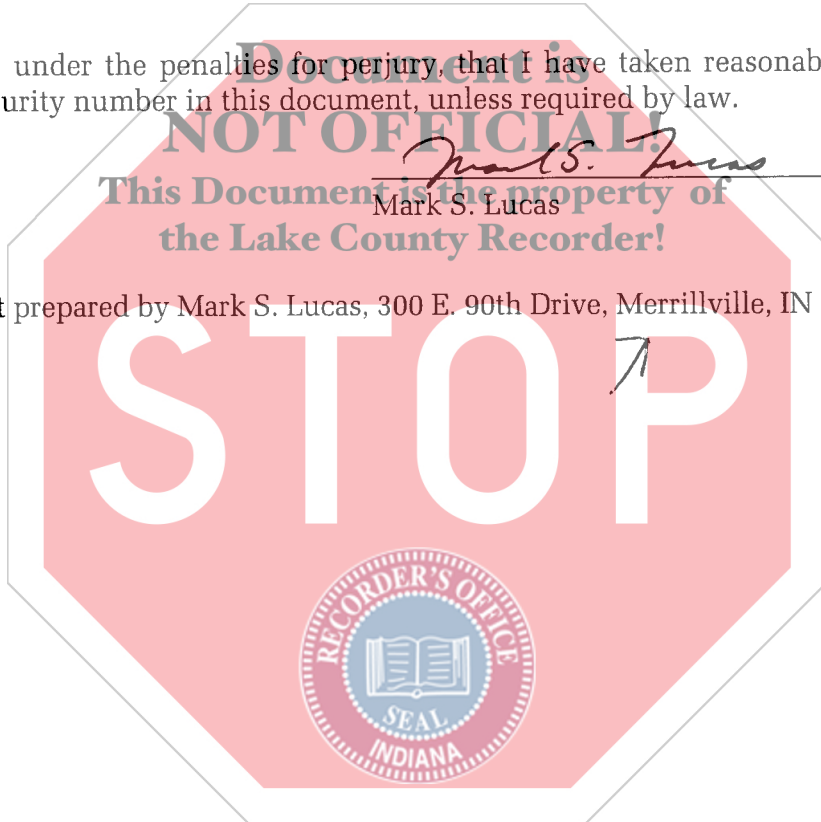 Document is
under the penalties for perjury, that I have taken reasonab
urity number in this document, unless required by law.
NOT OFFICIAL!
Mark S. Lucas
This Document is the property of
Mark S. Lucas
the Lake County Recorder!
t prepared by Mark S. Lucas, 300 E. 90th Drive, Merrillville, IN
STOP
RECORDER'S OFFICE
SEAL
INDIANA